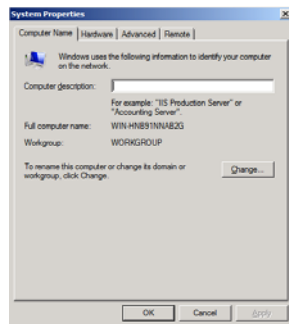 System Properties
Computer Name
Hardware
Advanced
Remote
Windows uses the following information to identify your computer
on the network.
Computer description:
For example: "IIS Production Server" or
"Accounting Server".
Full computer name:
WIN-HNB91NNAB2G
Workgroup:
WORKGROUP
To rename this computer or change its domain or
workgroup, click Change.
Change...
OK
Cancel
Apply